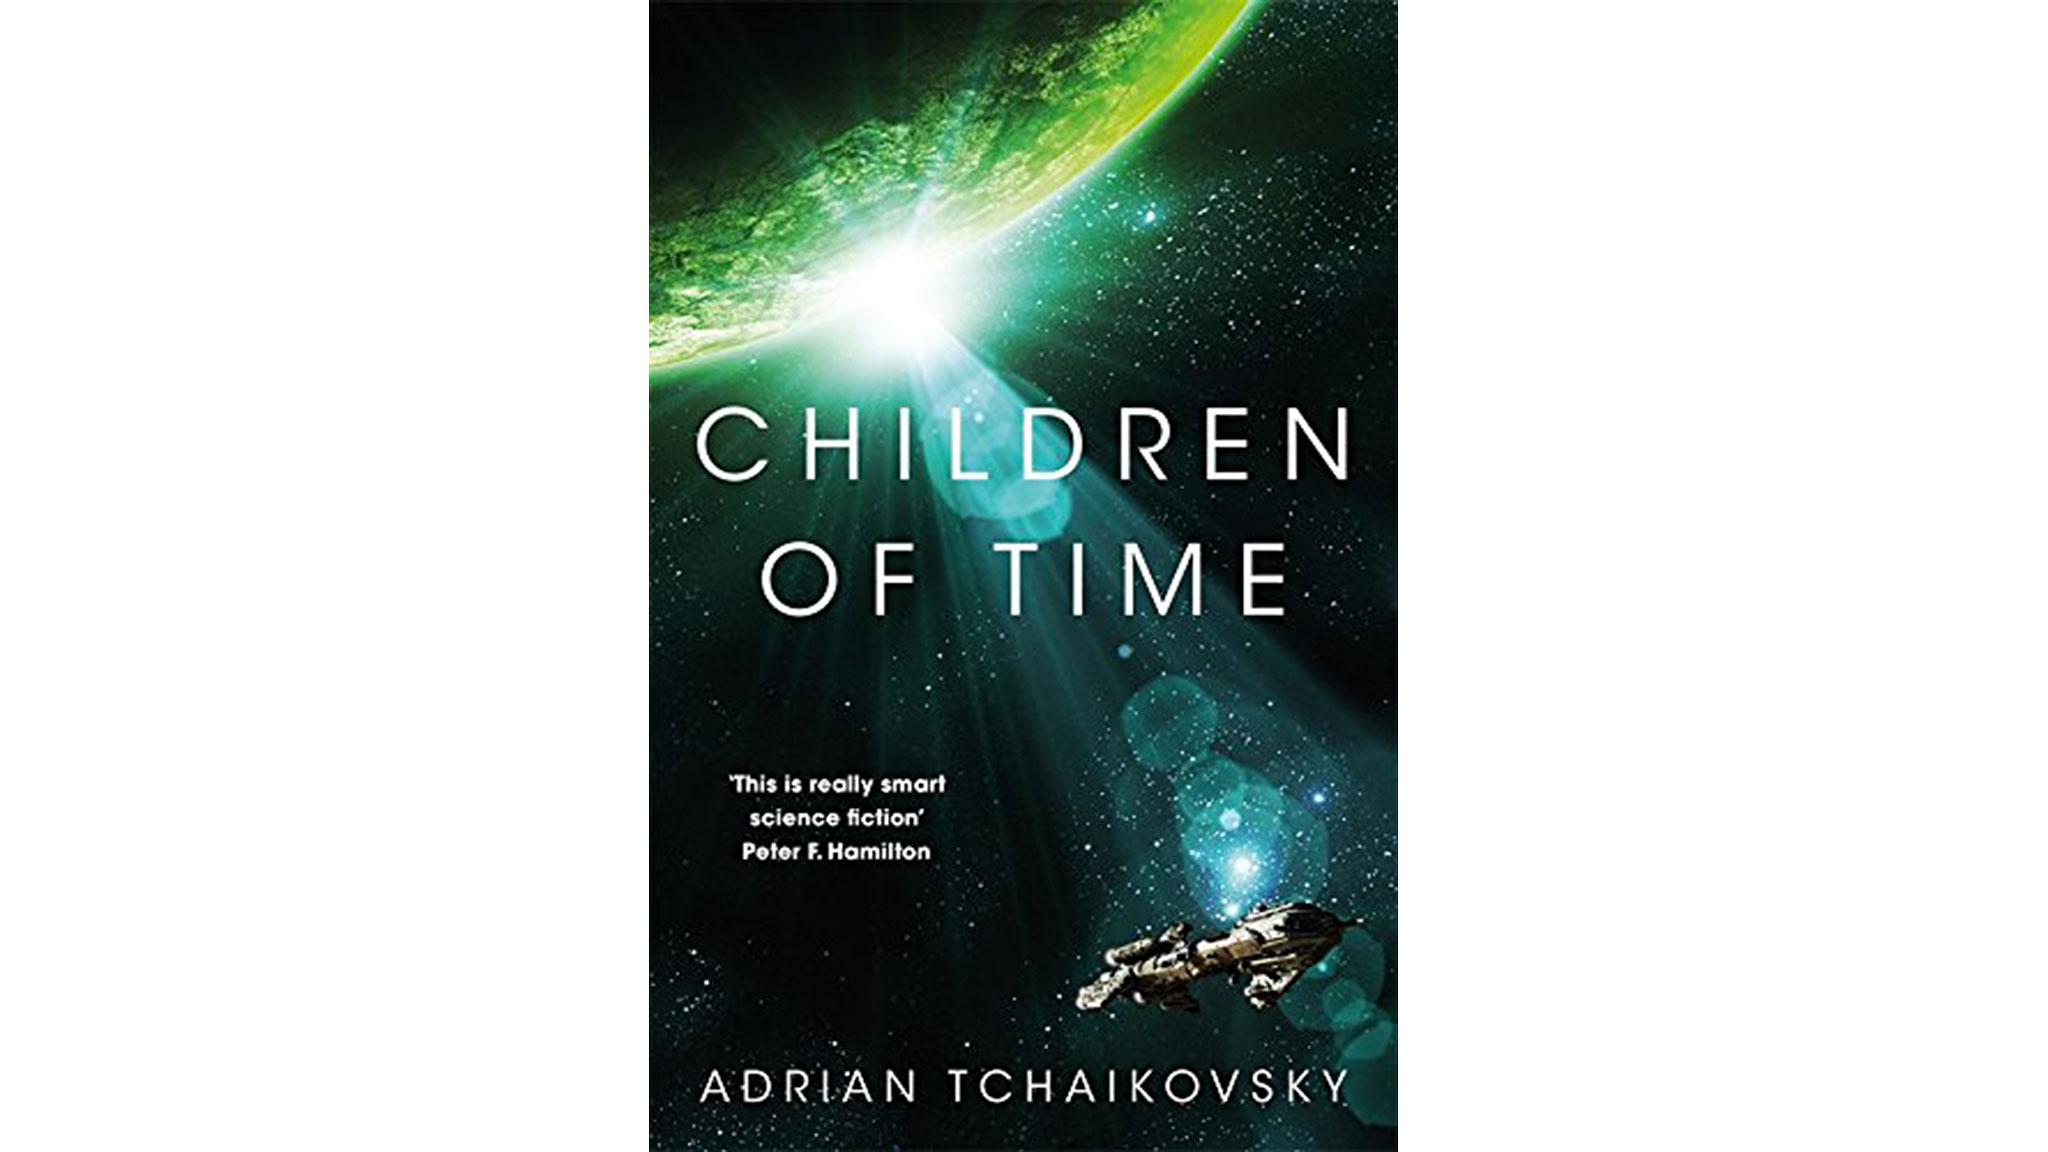 CHILDREN
OF TIME
'This is really smart
science fiction'
Peter F. Hamilton
ADRIAN TCHAIKOVSKY